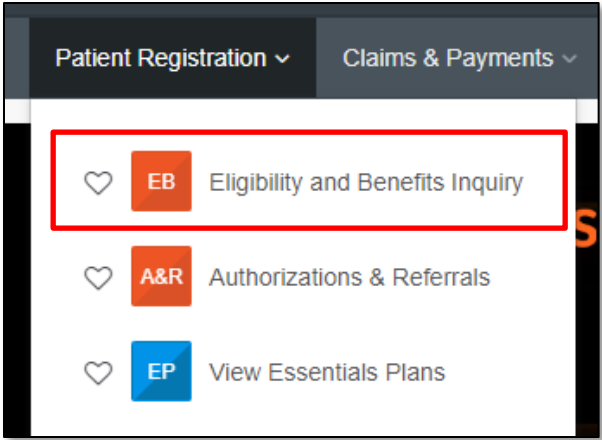 Patient Registration Claims & Payments
EB Eligibility and Benefits Inquiry
A&R Authorizations & Referrals
EP View Essentials Plans
S